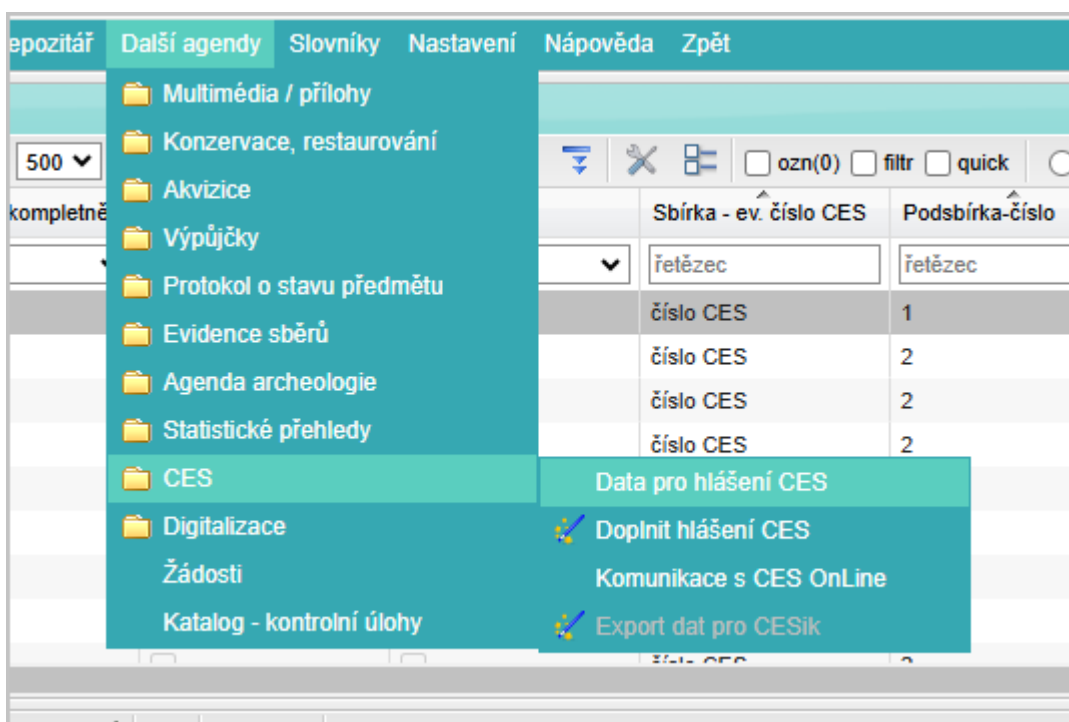 epozitář Další agendy Slovníky Nastavení Nápověda Zpět
Multimédia / přílohy
Konzervace, restaurování
500 ozn(0) filtr quick
Akvizice
kompletně Sbírka - ev. číslo CES Podsbírka-číslo
Výpůjčky
řetězec řetězec
Protokol o stavu předmětu
číslo CES 1
Evidence sběrů
číslo CES 2
Agenda archeologie
číslo CES 2
Statistické přehledy
číslo CES 2
CES Data pro hlášení CES
Digitalizace Doplnit hlášení CES
Žádosti Komunikace s CES OnLine
Katalog - kontrolní úlohy Export dat pro CESik
číslo CES 2